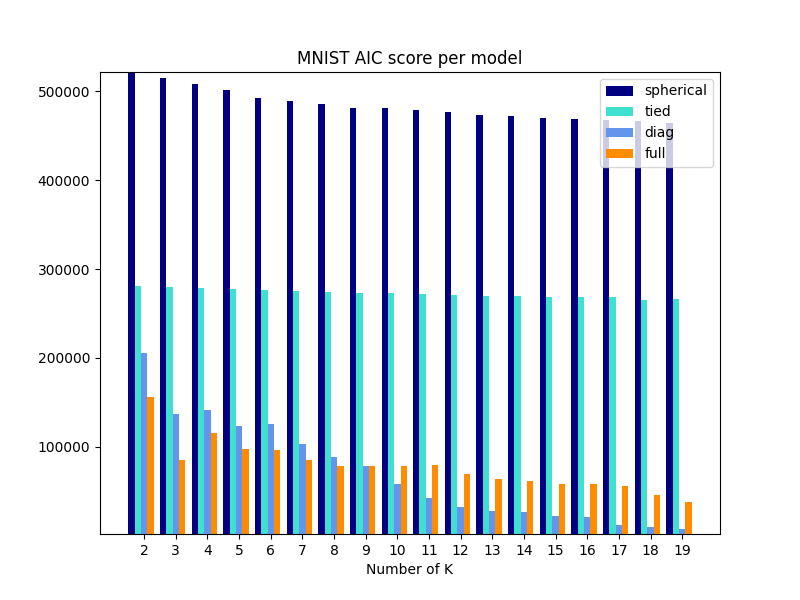 MNIST AIC score per model
500000
400000
300000
200000
100000
spherical
tied
diag
full
2 3 4 5 6 7 8 9 10 11 12 13 14 15 16 17 18 19
Number of K